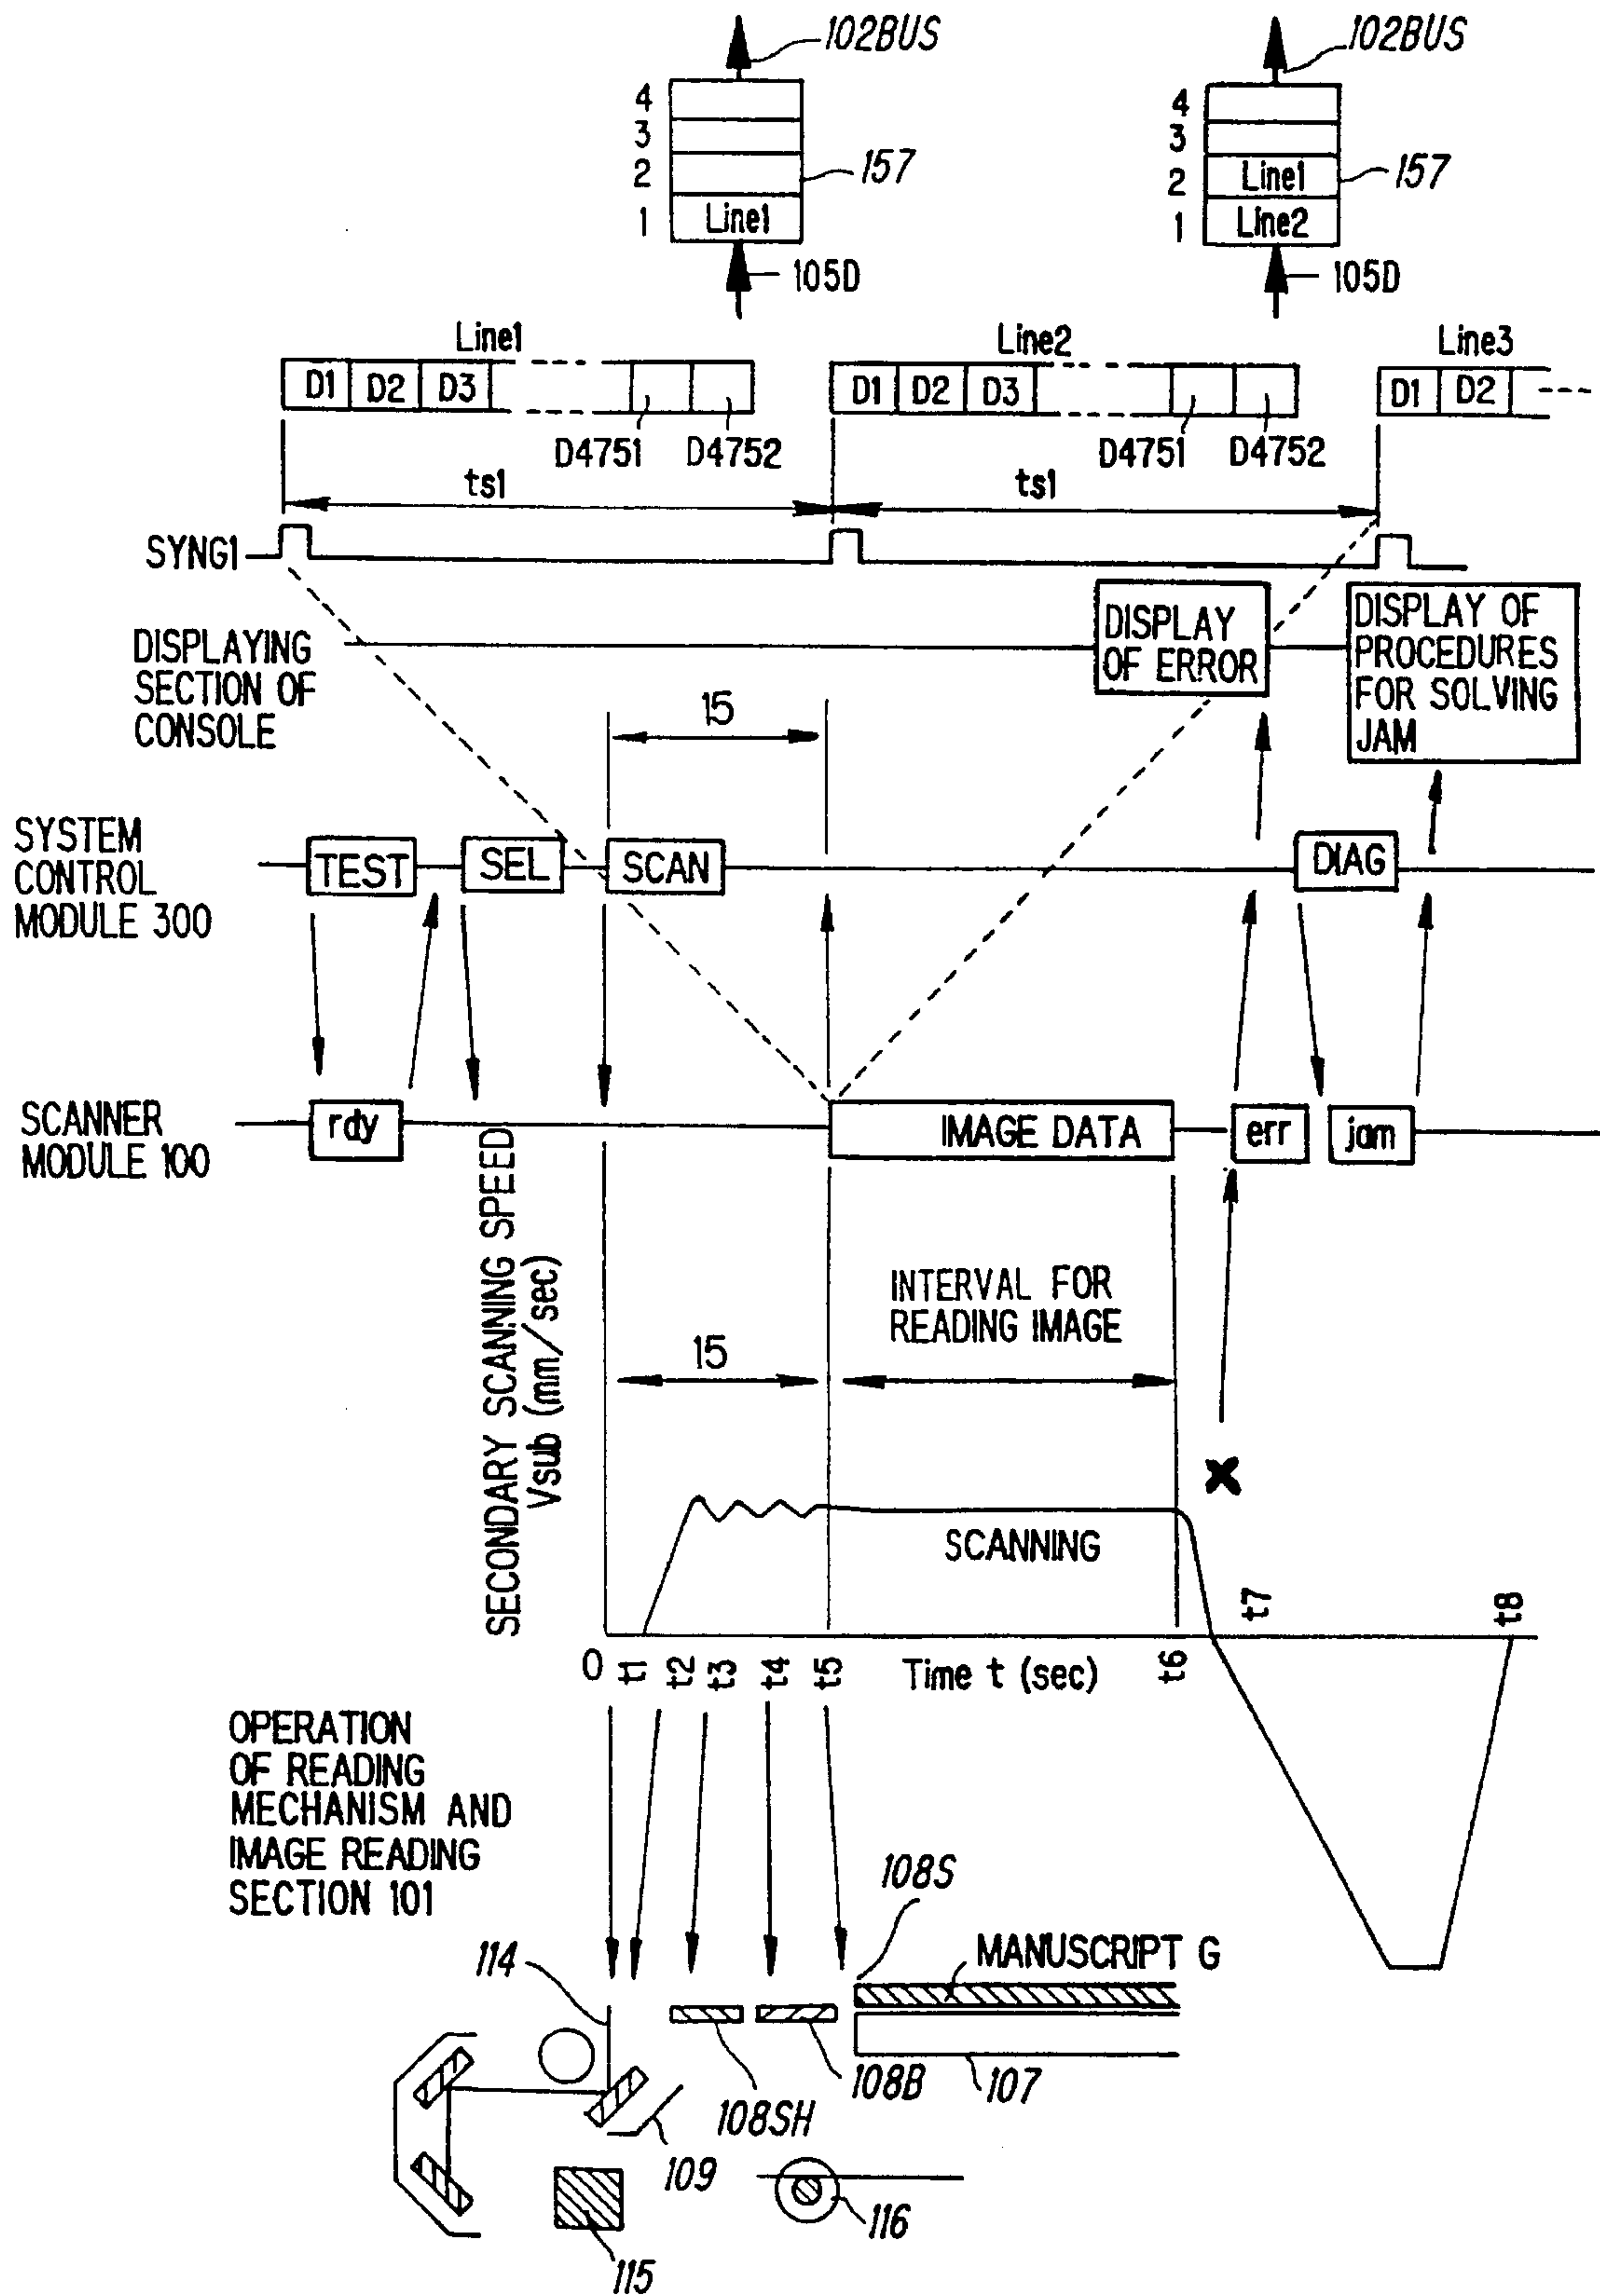 102BUS
102BUS
4
3
2
1
Line1
157
105D
4
3
2
1
Line1
Line2
157
105D
Line1
Line2
Line3
D1 D2 D3
D4751 D4752
D1 D2 D3
D4751 D4752
D1 D2
ts1
ts1
SYNG1
DISPLAYING
SECTION OF
CONSOLE
DISPLAY
OF ERROR
DISPLAY OF
PROCEDURES
FOR SOLVING
JAM
15
SYSTEM
CONTROL
MODULE 300
TEST
SEL
SCAN
DIAG
SCANNER
MODULE 100
rdy
IMAGE DATA
err
jam
SECONDARY SCANNING SPEED
Vsub (mm/sec)
INTERVAL FOR
READING IMAGE
15
SCANNING
0
t1
t2
t3
t4
t5
Time t (sec)
t6
t7
t8
OPERATION
OF READING
MECHANISM AND
IMAGE READING
SECTION 101
108S
MANUSCRIPT G
114
108B
107
108SH
109
116
115